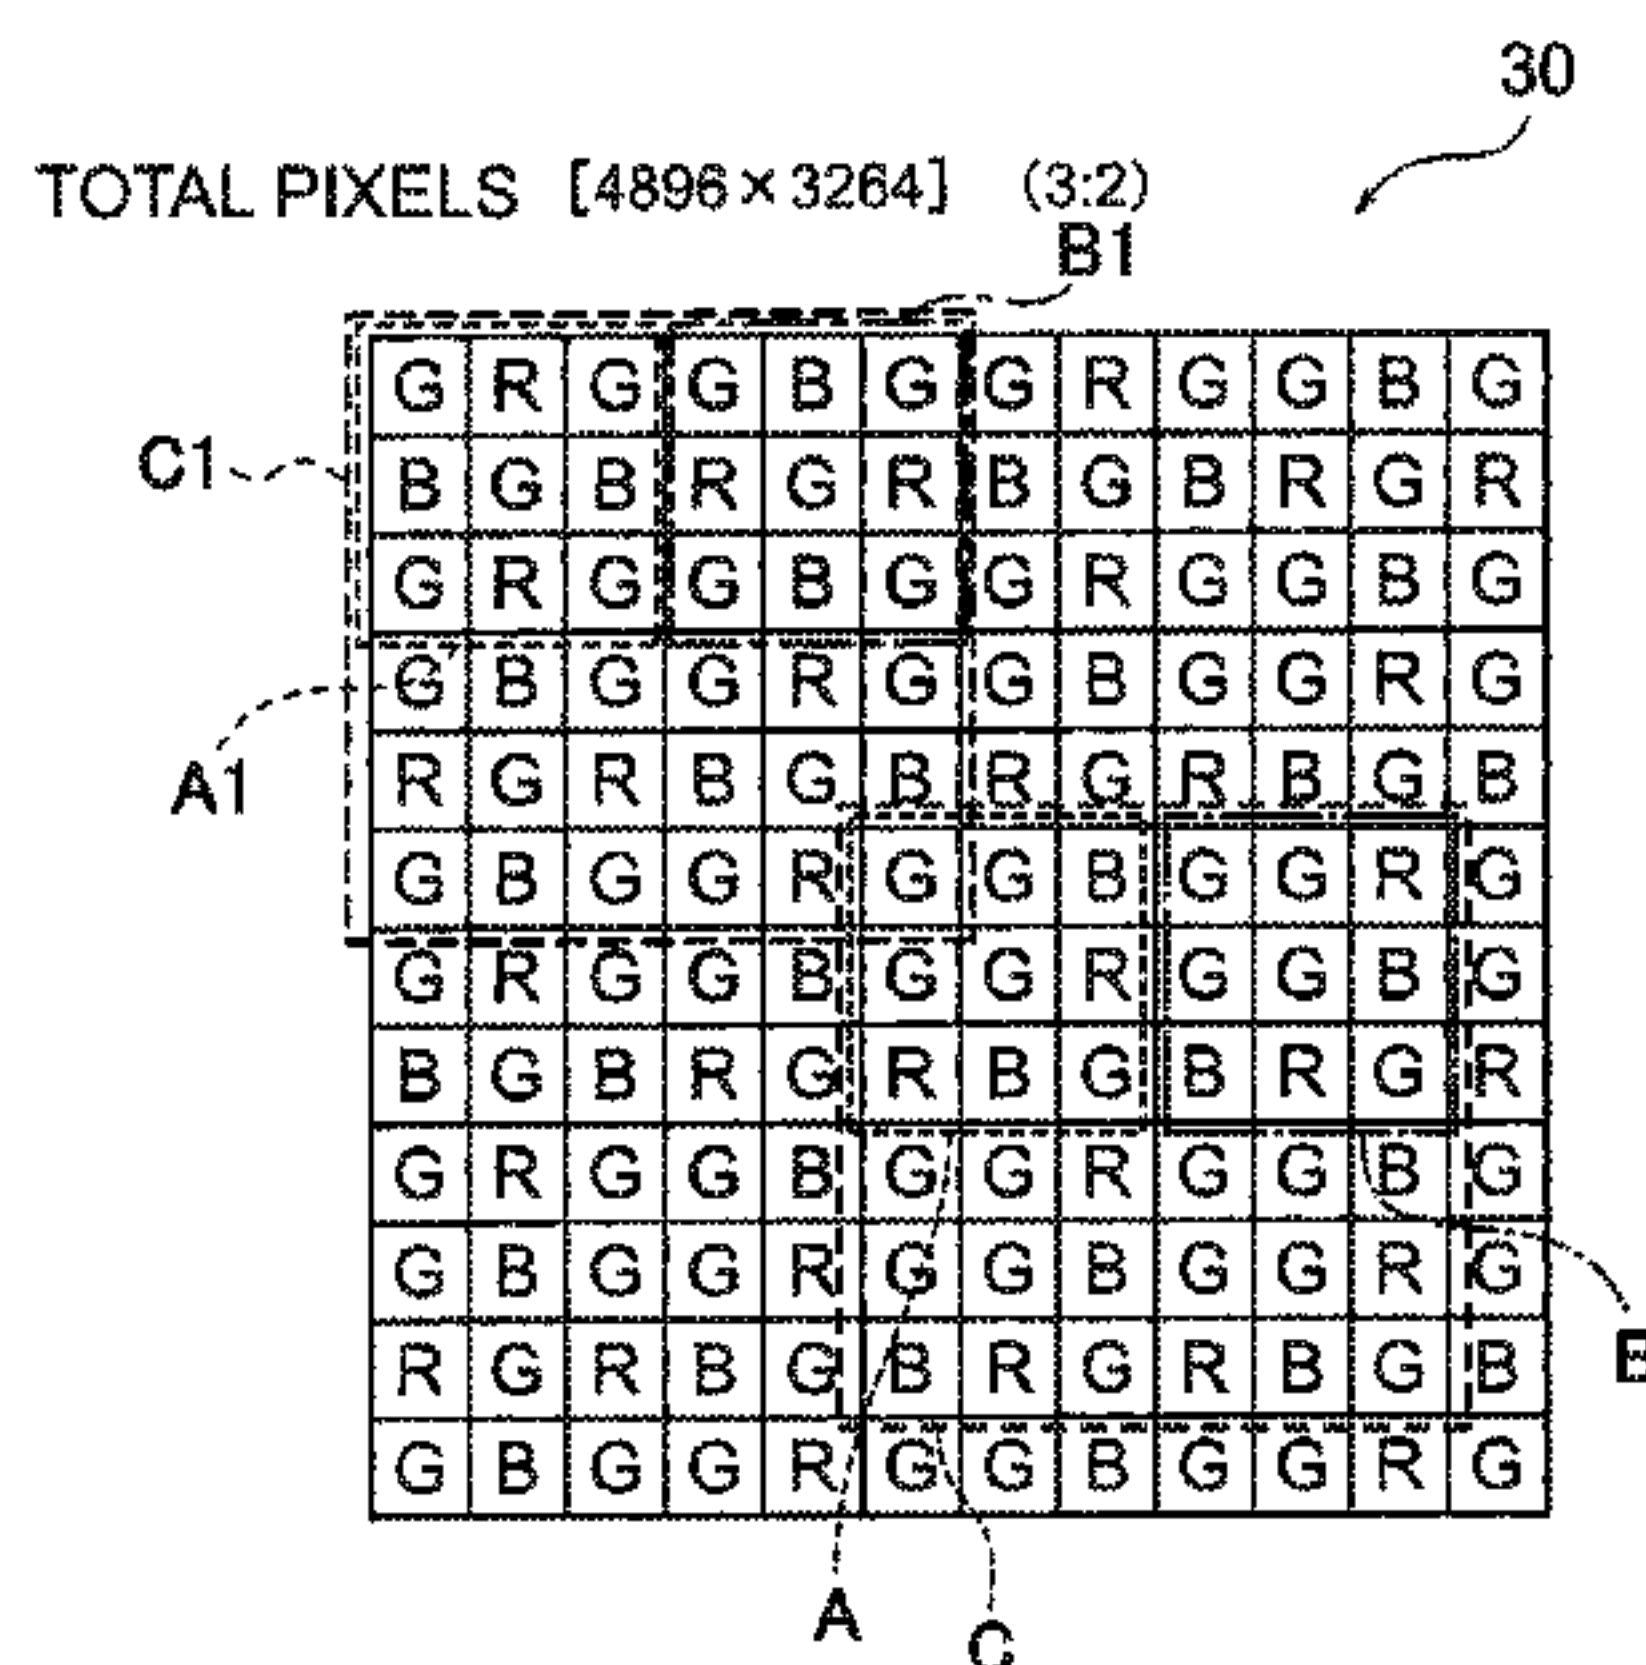 30
TOTAL PIXELS [4896×3264] (3:2)
B1
G R G G B G G R G G B G
C1 B G B R G R B G B R G R
G R G G B G G R G G B G
G B G G R G G B G G R G
A1 R G R B G B R G R B G B
G B G G R G G B G G R G
G R G G B G G R G G B G
B G B R G R B G B R G R
G R G G B G G R G G B G
G B G G R G G B G G R G
R G R B G B R G R B G B
G B G G R G G B G G R G
A
C